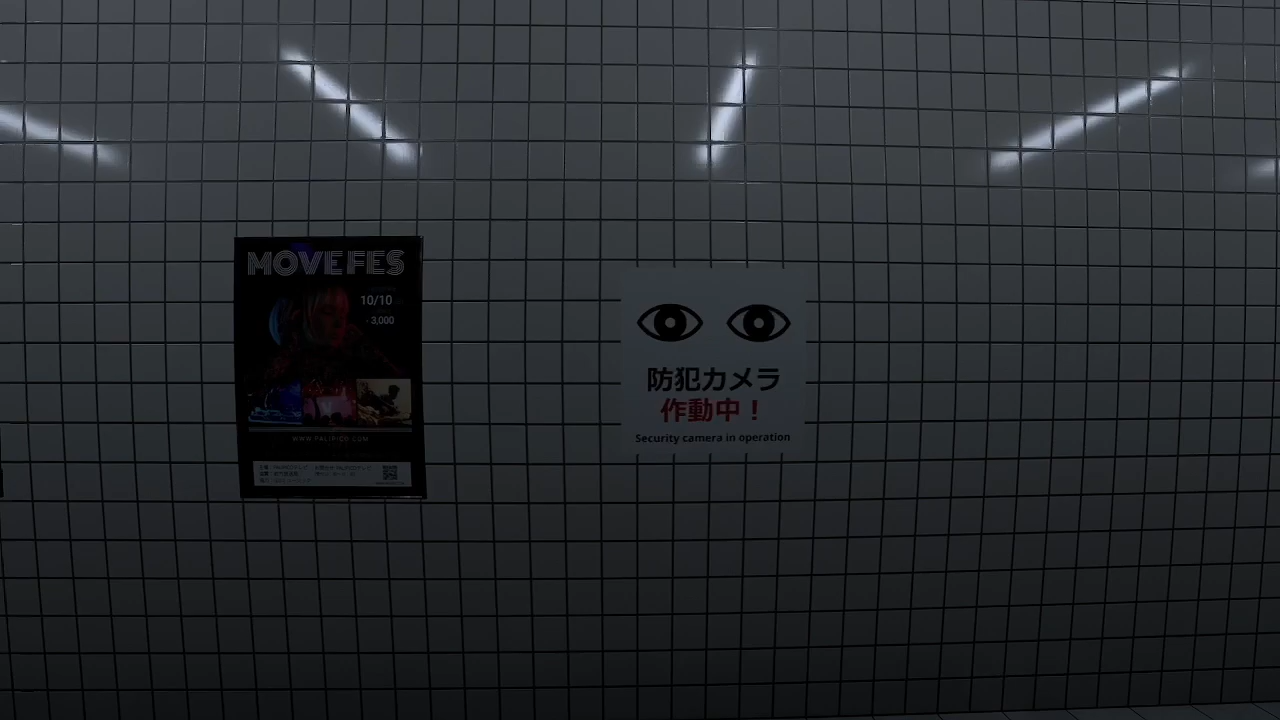 MOVE FES
10/10
3,000
WWW.PALIPICO.COM
防犯カメラ
作動中！
Security camera in operation